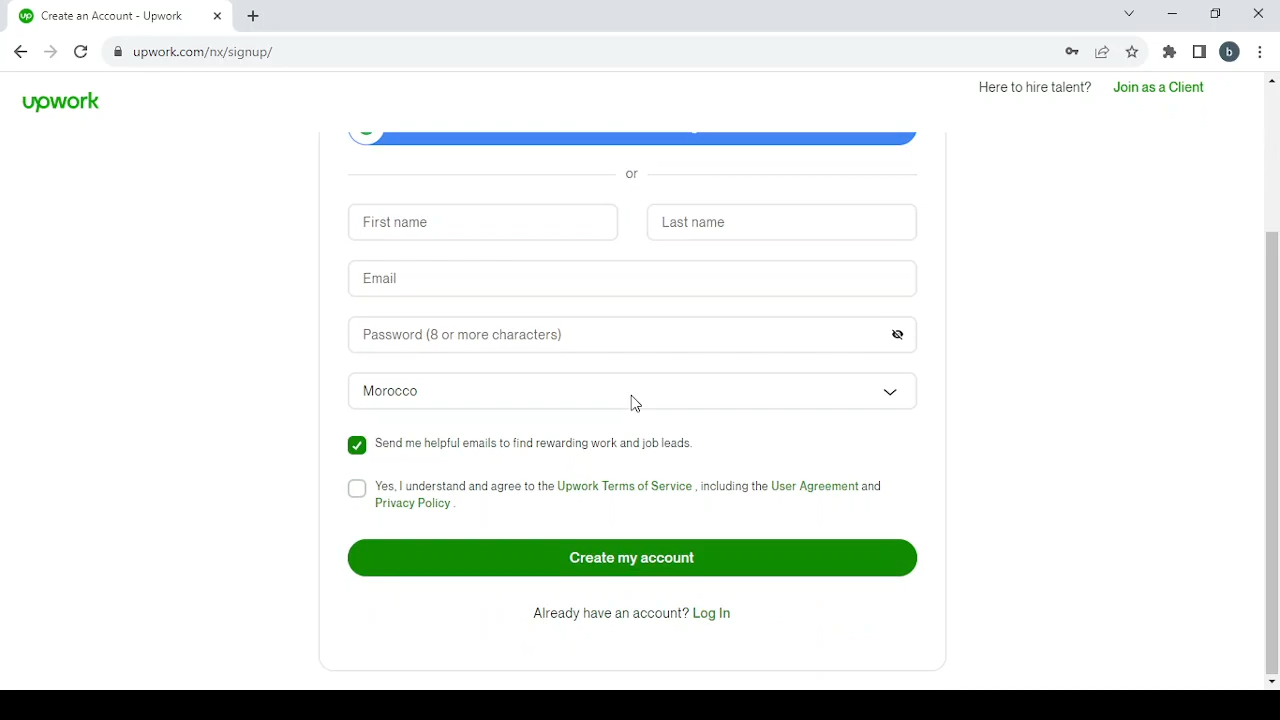 Create an Account - Upwork
upwork.com/nx/signup/
b
upwork
Here to hire talent? Join as a Client
or
First name
Last name
Email
Password (8 or more characters)
Morocco
Send me helpful emails to find rewarding work and job leads.
Yes, I understand and agree to the Upwork Terms of Service , including the User Agreement and
Privacy Policy .
Create my account
Already have an account? Log In